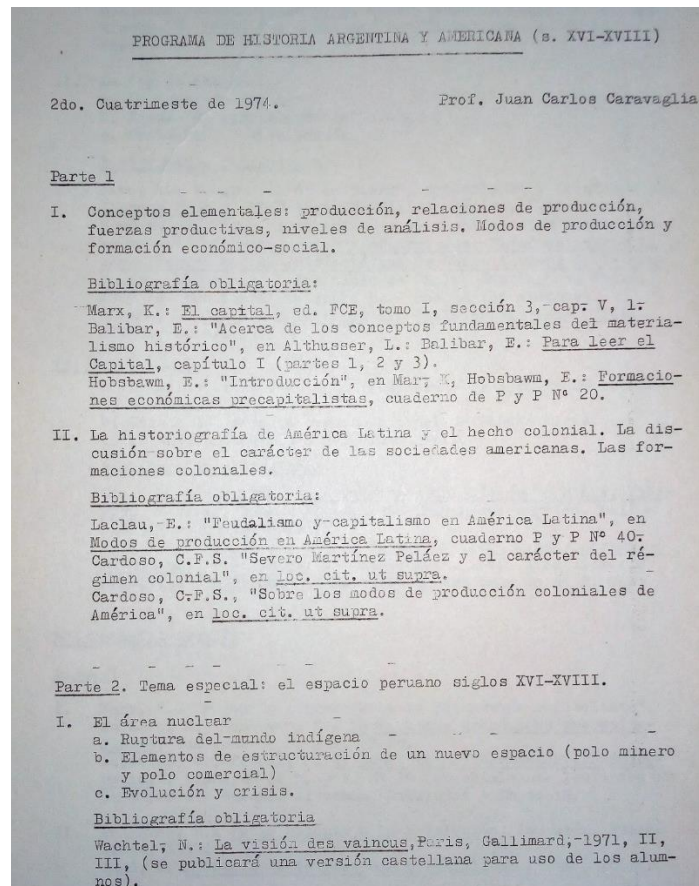 PROGRAMA DE HISTORIA ARGENTINA Y AMERICANA (s. XVI-XVIII)
2do. Cuatrimeste de 1974. Prof. Juan Carlos Caravaglia
Parte 1
I. Conceptos elementales: producción, relaciones de producción,
fuerzas productivas, niveles de análisis. Modos de producción y
formación económico-social.
Bibliografía obligatoria:
Marx, K.: El capital, ed. FCE, tomo I, sección 3, cap. V, 1.
Balibar, E.: "Acerca de los conceptos fundamentales del materia-
lismo histórico", en Althusser, L.: Balibar, E.: Para leer el
Capital, capítulo I (partes 1, 2 y 3).
Hobsbawm, E.: "Introducción", en Marx, K, Hobsbawm, E.: Formacio-
nes económicas precapitalistas, cuaderno de P y P Nº 20.
II. La historiografía de América Latina y el hecho colonial. La dis-
cusión sobre el carácter de las sociedades americanas. Las for-
maciones coloniales.
Bibliografía obligatoria:
Laclau, E.: "Feudalismo y capitalismo en América Latina", en
Modos de producción en América Latina, cuaderno P y P Nº 40.
Cardoso, C.F.S. "Severo Martínez Peláez y el carácter del ré-
gimen colonial", en loc. cit. ut supra.
Cardoso, C.F.S., "Sobre los modos de producción coloniales de
América", en loc. cit. ut supra.
Parte 2. Tema especial: el espacio peruano siglos XVI-XVIII.
I. El área nuclear
a. Ruptura del mundo indígena
b. Elementos de estructuración de un nuevo espacio (polo minero
y polo comercial)
c. Evolución y crisis.
Bibliografía obligatoria
Wachtel, N.: La visión des vaincus, Paris, Gallimard, 1971, II,
III, (se publicará una versión castellana para uso de los alum-
nos).